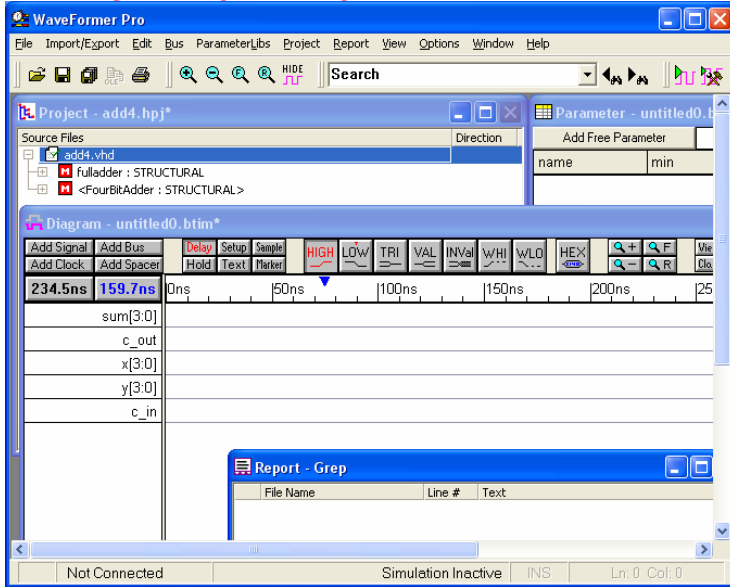 WaveFormer Pro
File Import/Export Edit Bus ParameterLibs Project Report View Options Window Help
HIDE Search
Project - add4.hpj*
Parameter - untitled0.b
Source Files Direction
Add Free Parameter
add4.vhd
name min
M fulladder : STRUCTURAL
M <FourBitAdder : STRUCTURAL>
Diagram - untitled0.btim*
Add Signal Add Bus Delay Setup Sample HIGH LOW TRI VAL INVal WHI WLO HEX + F Vie
Add Clock Add Spacer Hold Text Marker - R Clo
234.5ns 159.7ns 0ns 50ns 100ns 150ns 200ns 25
sum[3:0]
c_out
x[3:0]
y[3:0]
c_in
Report - Grep
File Name Line # Text
Not Connected Simulation Inactive INS Ln: 0 Col: 0